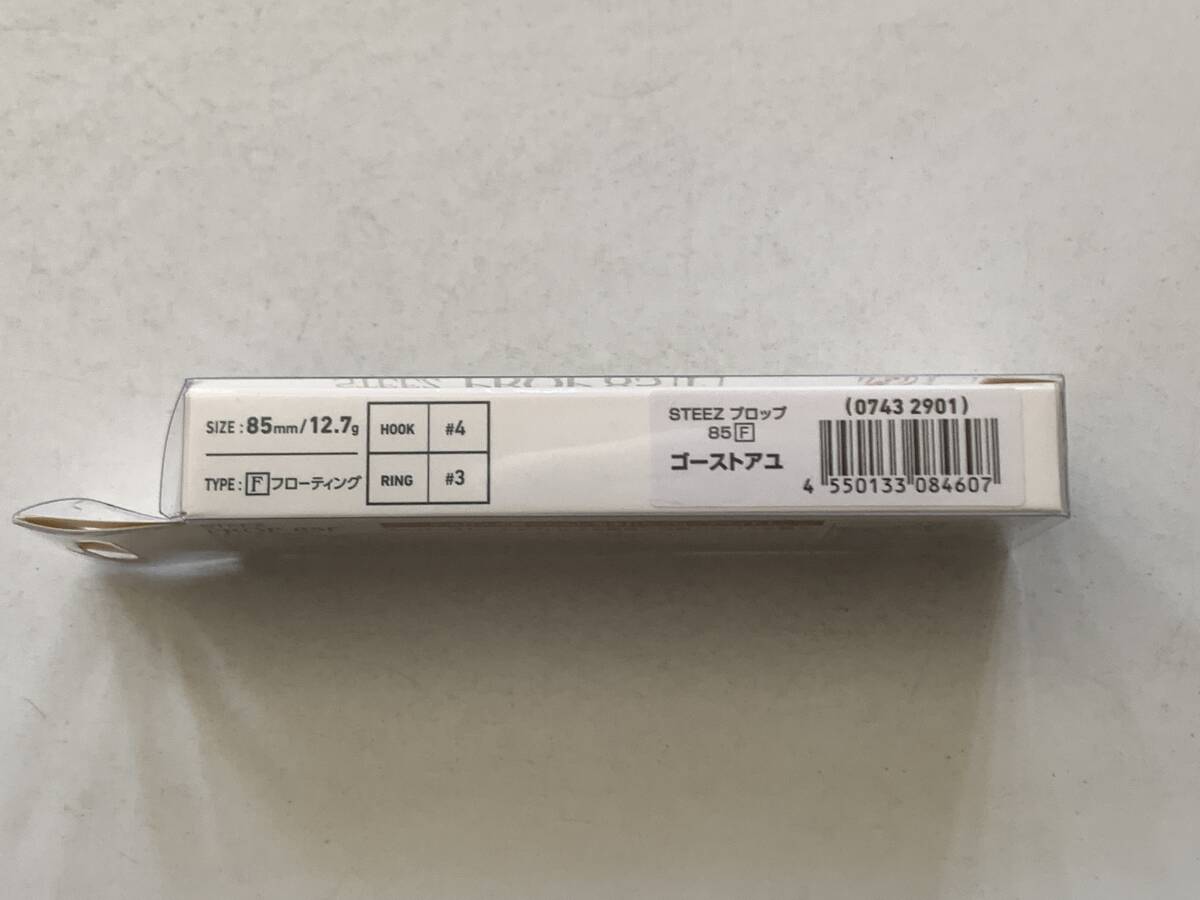 SIZE : 85mm/12.7g
TYPE : F フローティング
HOOK #4
RING #3
STEEZ プロップ
85 F
ゴーストアユ
(0743 2901)
4 550133 084607